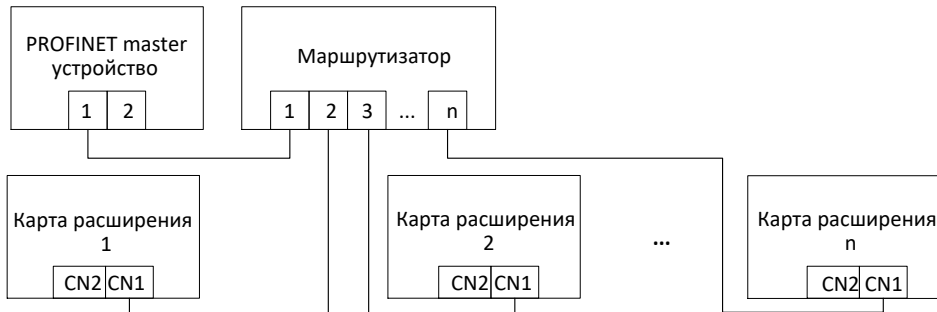 PROFINET master
устройство
1 2
Маршрутизатор
1 2 3 ... n
Карта расширения
1
CN2 CN1
Карта расширения
2
CN2 CN1
...
Карта расширения
n
CN2 CN1